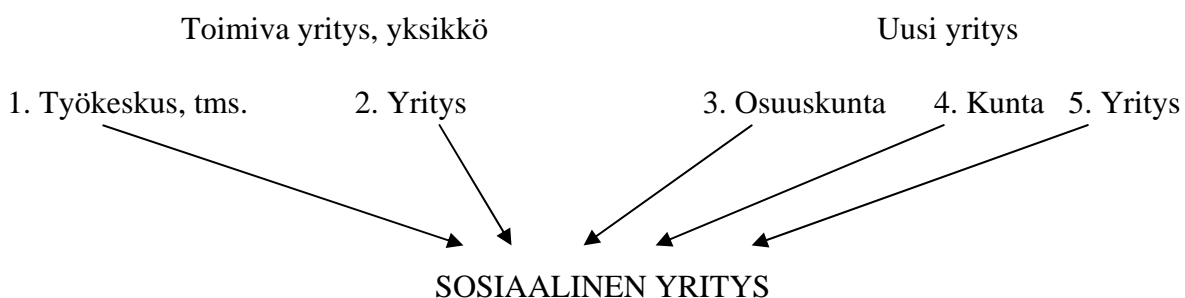 Toimiva yritys, yksikkö Uusi yritys
1. Työkeskus, tms. 2. Yritys 3. Osuuskunta 4. Kunta 5. Yritys
SOSIAALINEN YRITYS